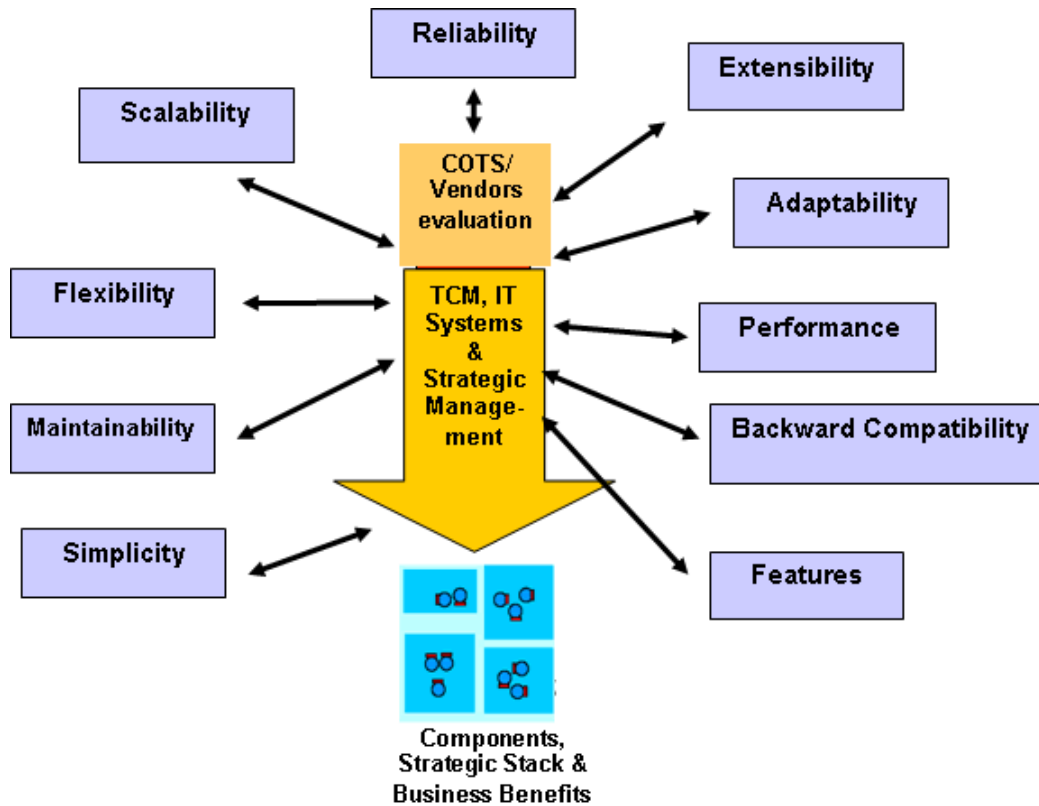 Reliability
Extensibility
Scalability
COTS/
Vendors
evaluation
Adaptability
Flexibility
TCM, IT
Systems
&
Strategic
Manage-
ment
Performance
Maintainability
Backward Compatibility
Simplicity
Features
Components,
Strategic Stack &
Business Benefits